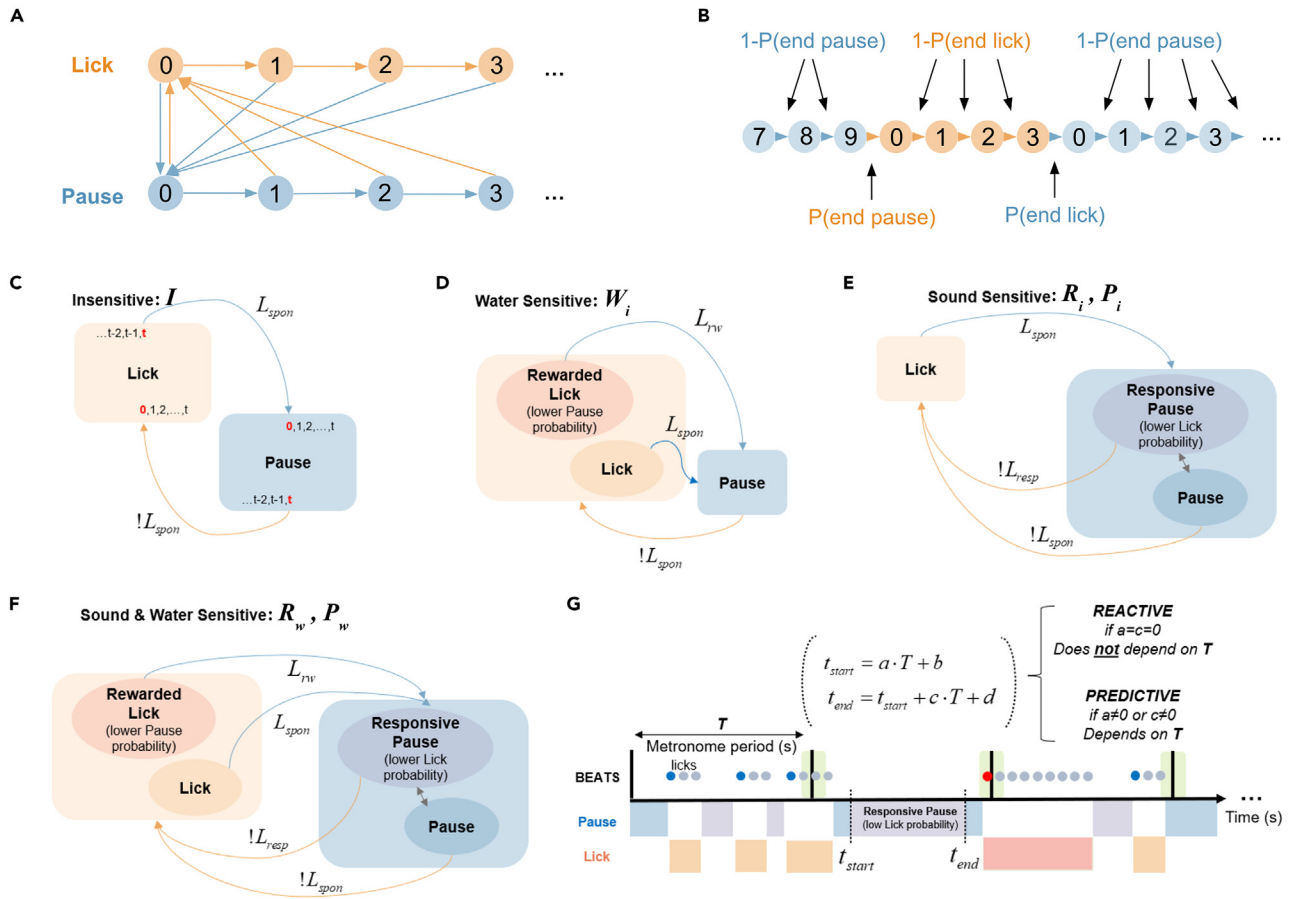 A
Lick
0 1 2 3 ...
Pause
0 1 2 3 ...
B
1-P(end pause) 1-P(end lick) 1-P(end pause)
7 8 9 0 1 2 3 0 1 2 3 ...
P(end pause) P(end lick)
C
Insensitive: I
L_spon
...t-2,t-1,t
Lick
0,1,2,...,t
0,1,2,...,t
Pause
...t-2,t-1,t
!L_spon
D
Water Sensitive: W_i
L_rw
Rewarded
Lick
(lower Pause
probability)
L_spon
Lick
Pause
!L_spon
E
Sound Sensitive: R_i , P_i
L_spon
Lick
Responsive
Pause
(lower Lick
probability)
!L_resp
Pause
!L_spon
F
Sound & Water Sensitive: R_w , P_w
L_rw
Rewarded
Lick
(lower Pause
probability)
L_spon
Lick
Responsive
Pause
(lower Lick
probability)
Pause
!L_resp
!L_spon
G
t_start = a·T + b
t_end = t_start + c·T + d
REACTIVE
if a=c=0
Does not depend on T
PREDICTIVE
if a≠0 or c≠0
Depends on T
T
Metronome period (s)
licks
BEATS
...
Time (s)
Pause
Responsive Pause
(low Lick probability)
Lick
t_start t_end